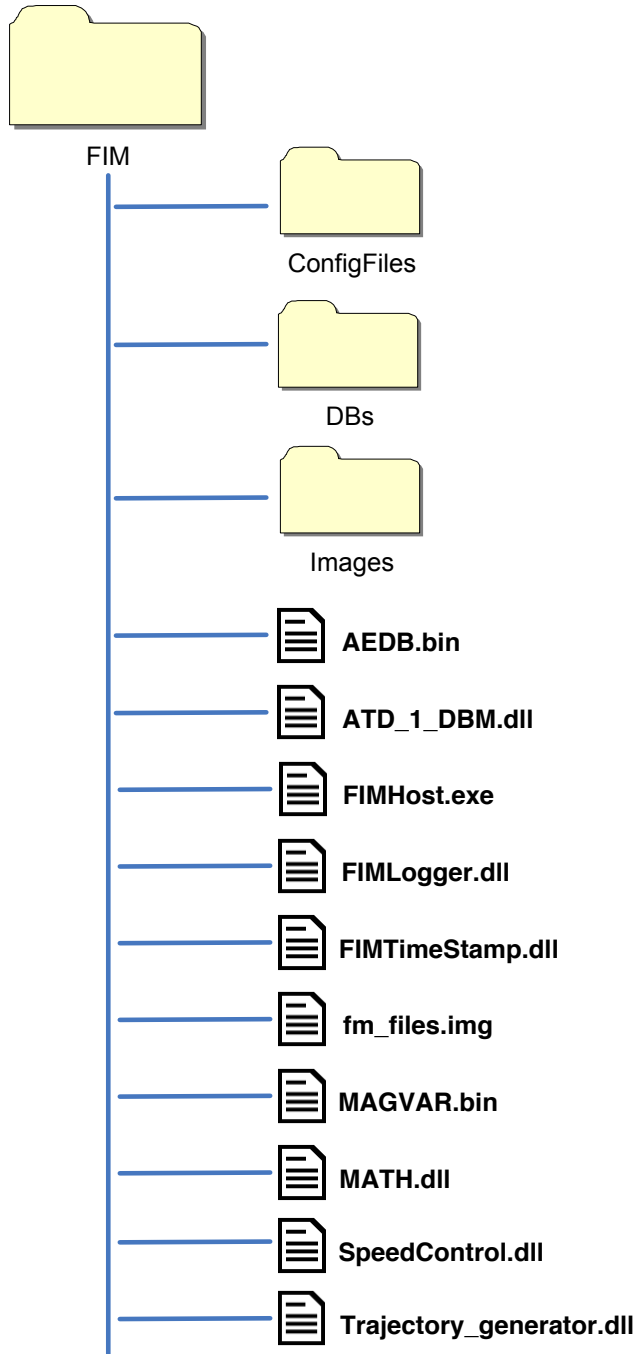 FIM
ConfigFiles
DBs
Images
AEDB.bin
ATD_1_DBM.dll
FIMHost.exe
FIMLogger.dll
FIMTimeStamp.dll
fm_files.img
MAGVAR.bin
MATH.dll
SpeedControl.dll
Trajectory_generator.dll